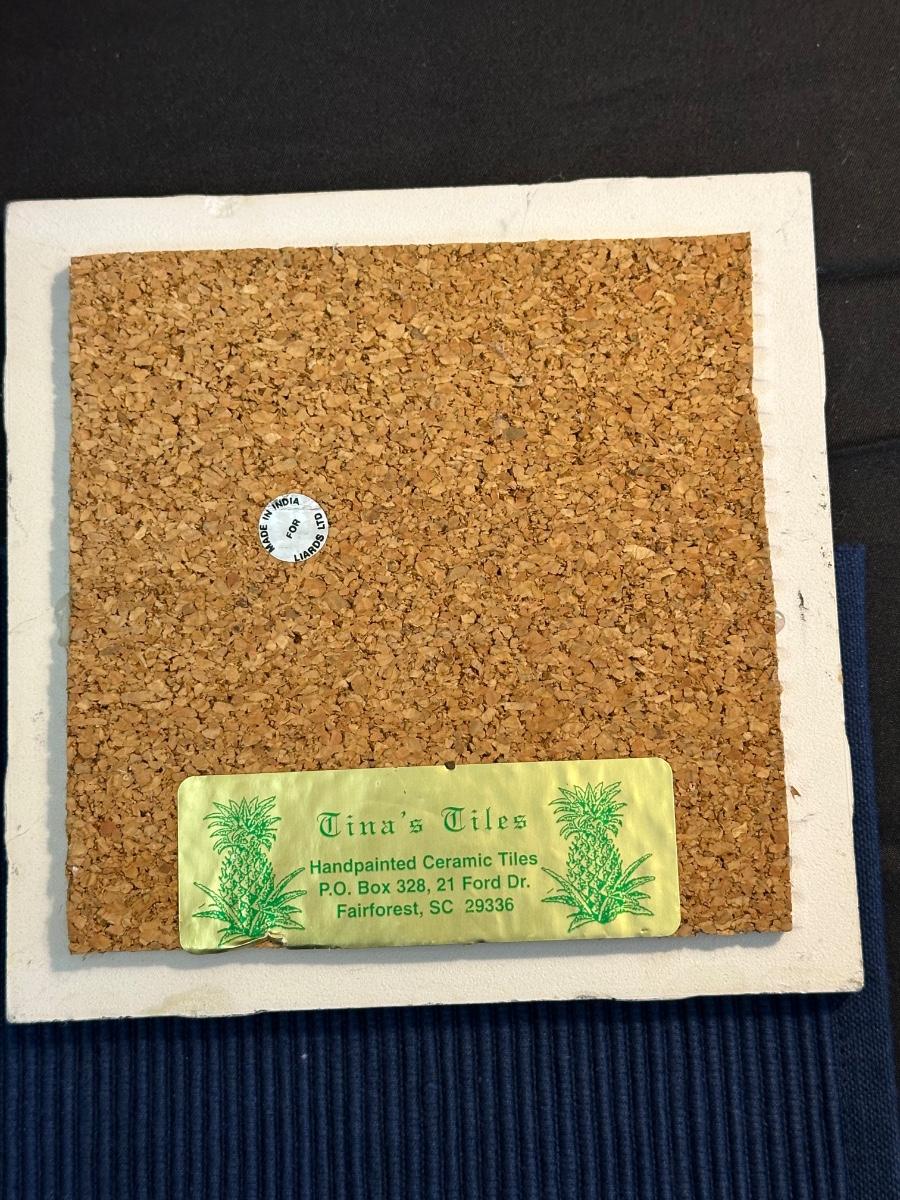 MADE IN INDIA
FOR
LIARDS LTD
Tina's Tiles
Handpainted Ceramic Tiles
P.O. Box 328, 21 Ford Dr.
Fairforest, SC 29336